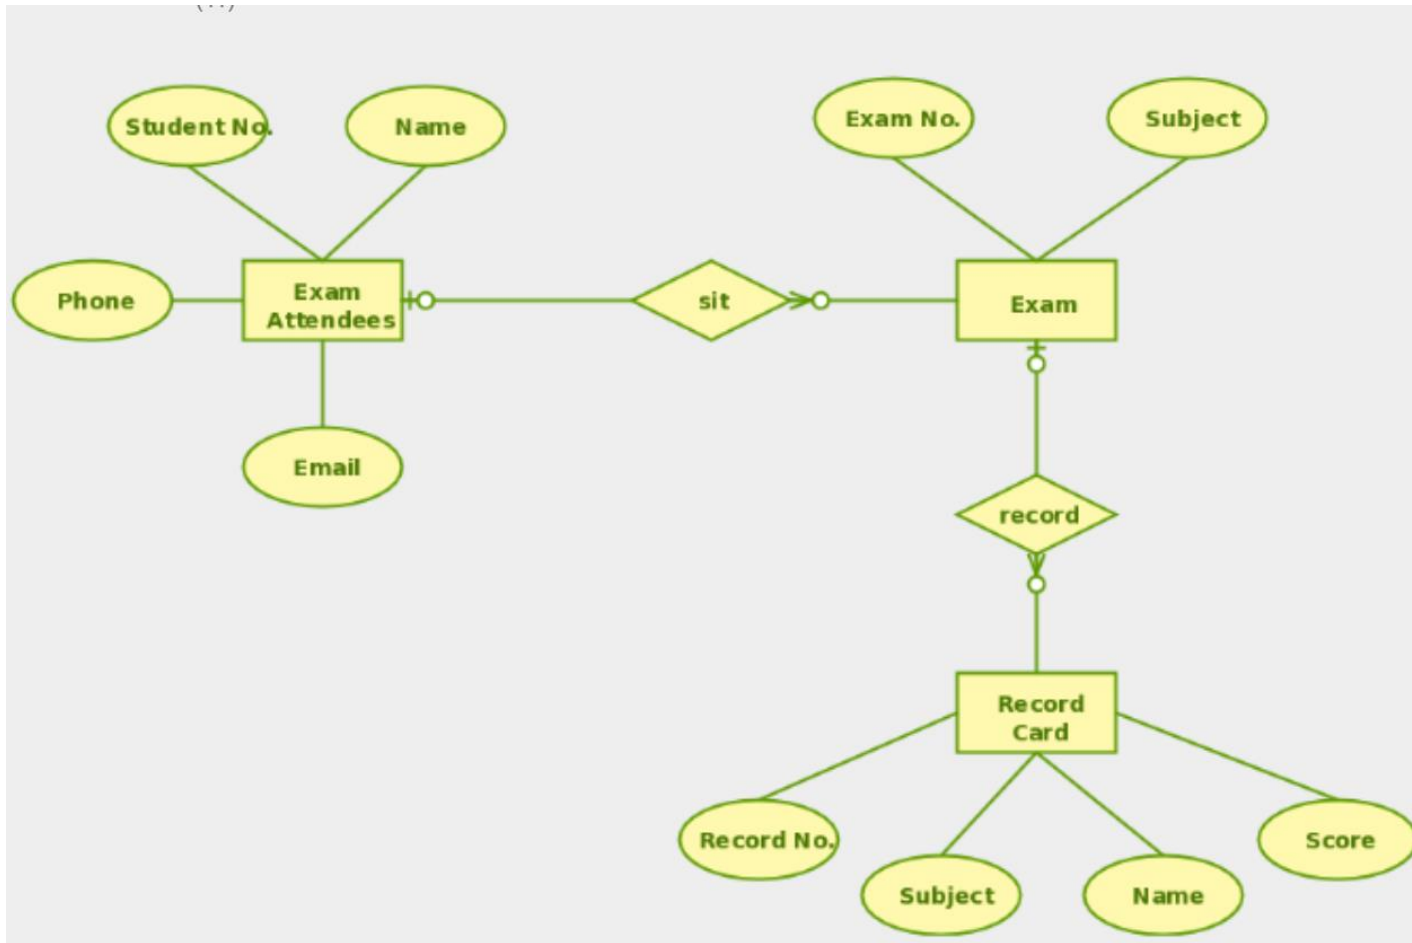 Student No.
Name
Exam No.
Subject
Phone
Exam
Attendees
sit
Exam
Email
record
Record
Card
Record No.
Score
Subject
Name